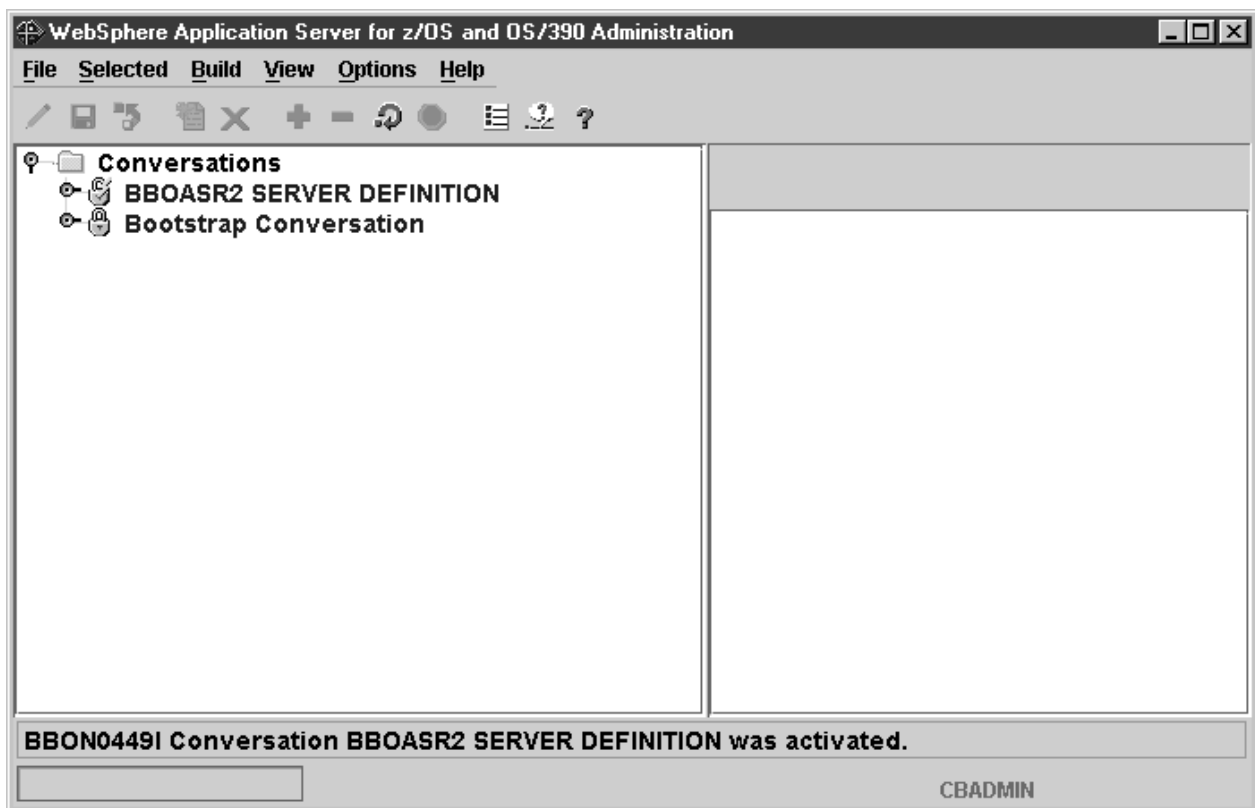 WebSphere Application Server for z/OS and OS/390 Administration
File Selected Build View Options Help
Conversations
BBOASR2 SERVER DEFINITION
Bootstrap Conversation
BBON0449I Conversation BBOASR2 SERVER DEFINITION was activated.
CBADMIN